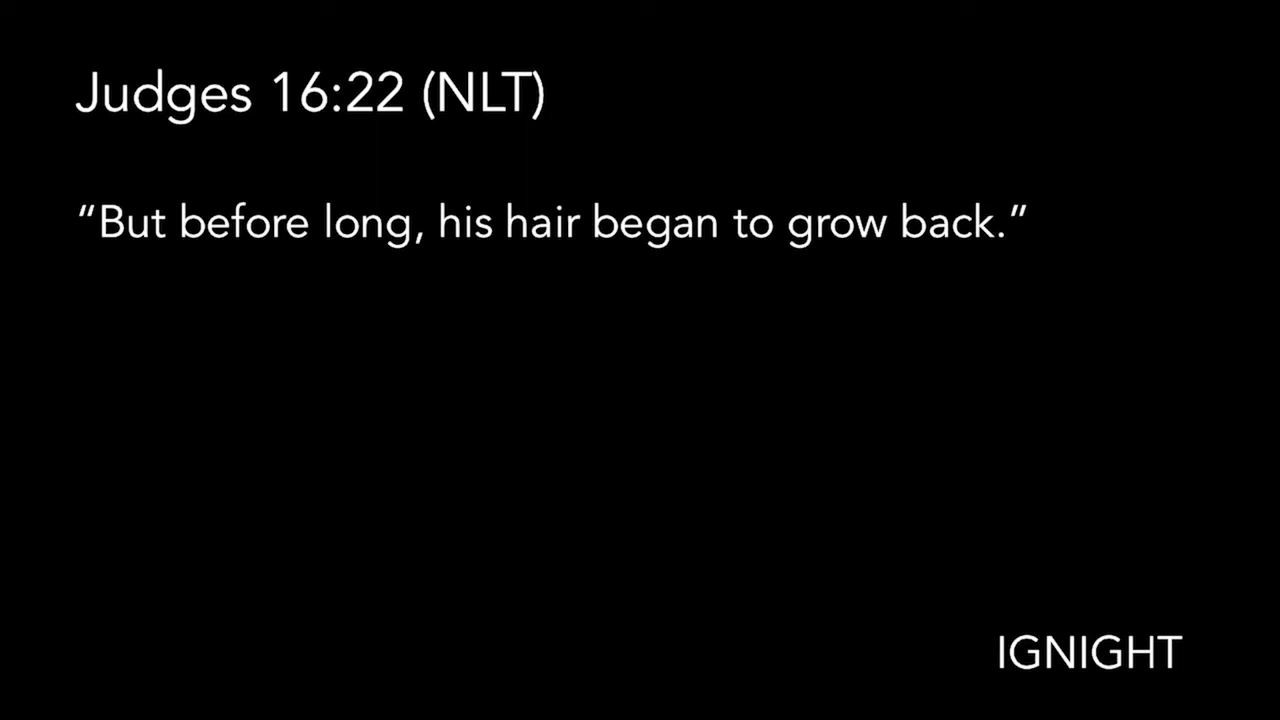 Judges 16:22 (NLT)
“But before long, his hair began to grow back.”
IGNIGHT